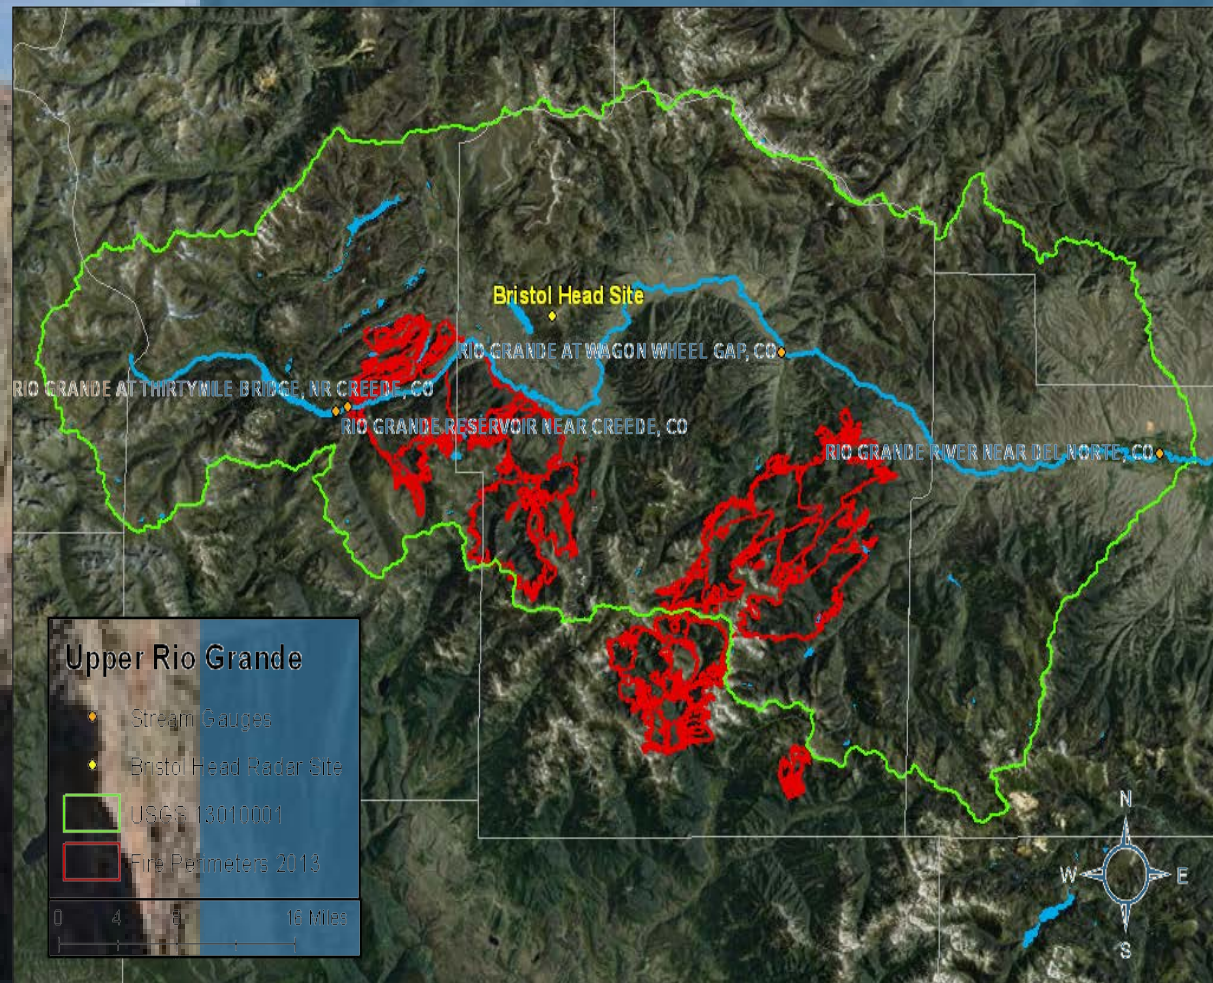 Bristol Head Site
RIO GRANDE AT WAGON WHEEL GAP, CO
RIO GRANDE AT THIRTYMILE BRIDGE, NR CREEDE, CO
RIO GRANDE RESERVOIR NEAR CREEDE, CO
RIO GRANDE RIVER NEAR DEL NORTE, CO
Upper Rio Grande
Stream Gauges
Bristol Head Radar Site
USGS 13010001
Fire Perimeters 2013
0 4 8 16 Miles
N
W E
S